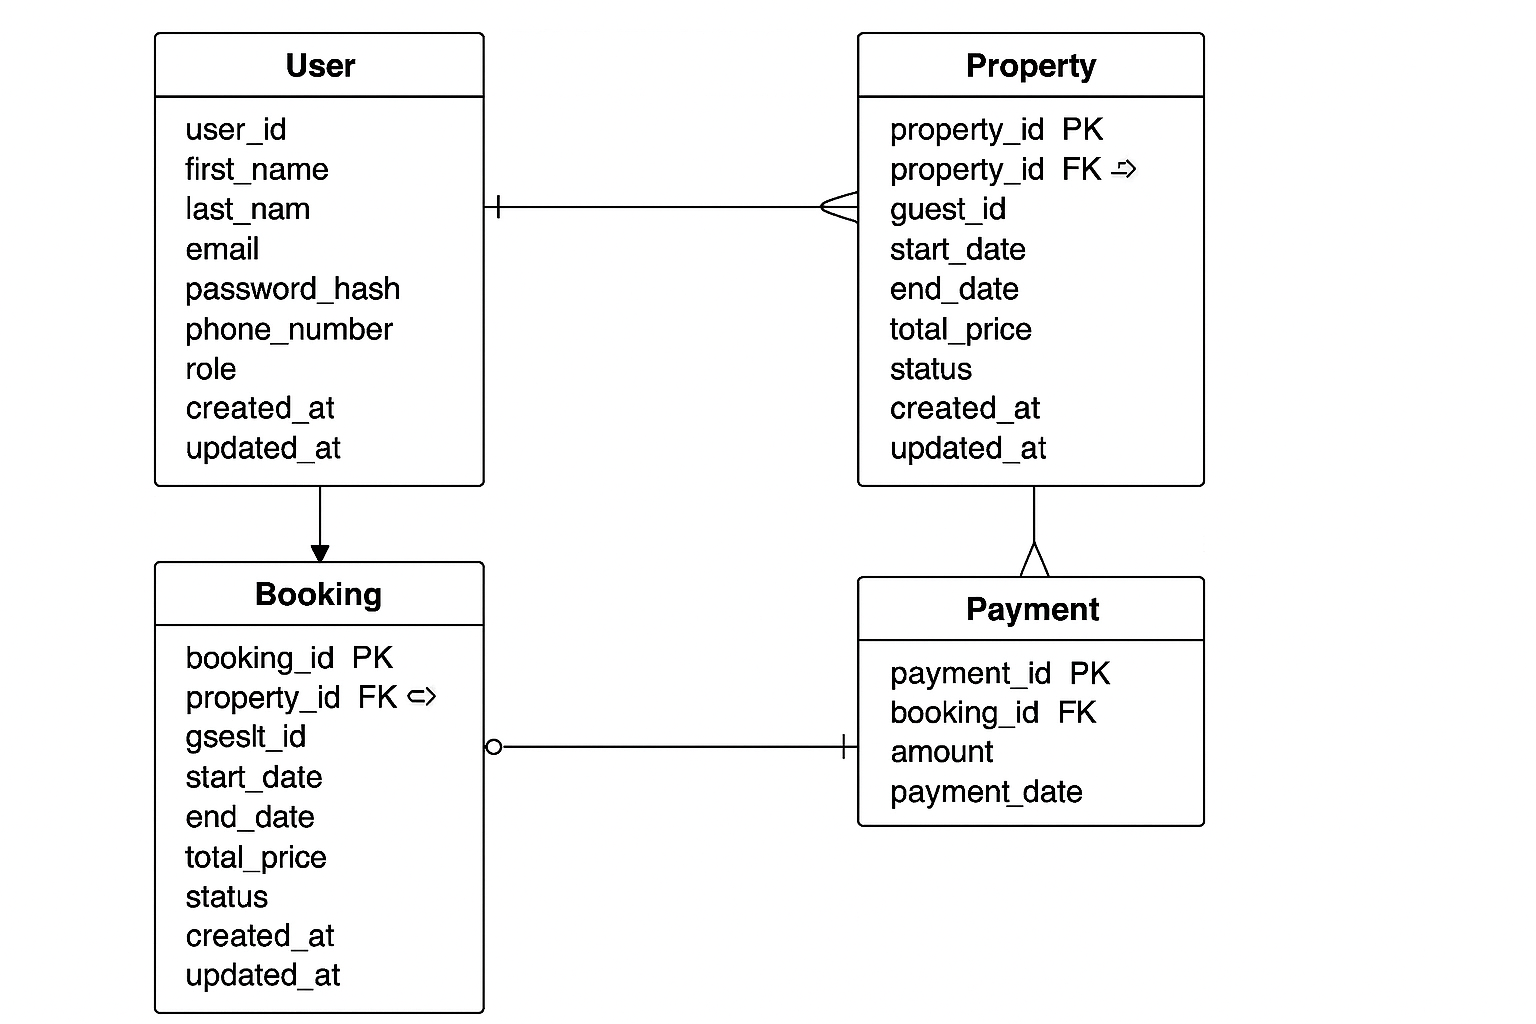 User
user_id
first_name
last_nam
email
password_hash
phone_number
role
created_at
updated_at
Property
property_id PK
property_id FK
guest_id
start_date
end_date
total_price
status
created_at
updated_at
Booking
booking_id PK
property_id FK
gseslt_id
start_date
end_date
total_price
status
created_at
updated_at
Payment
payment_id PK
booking_id FK
amount
payment_date